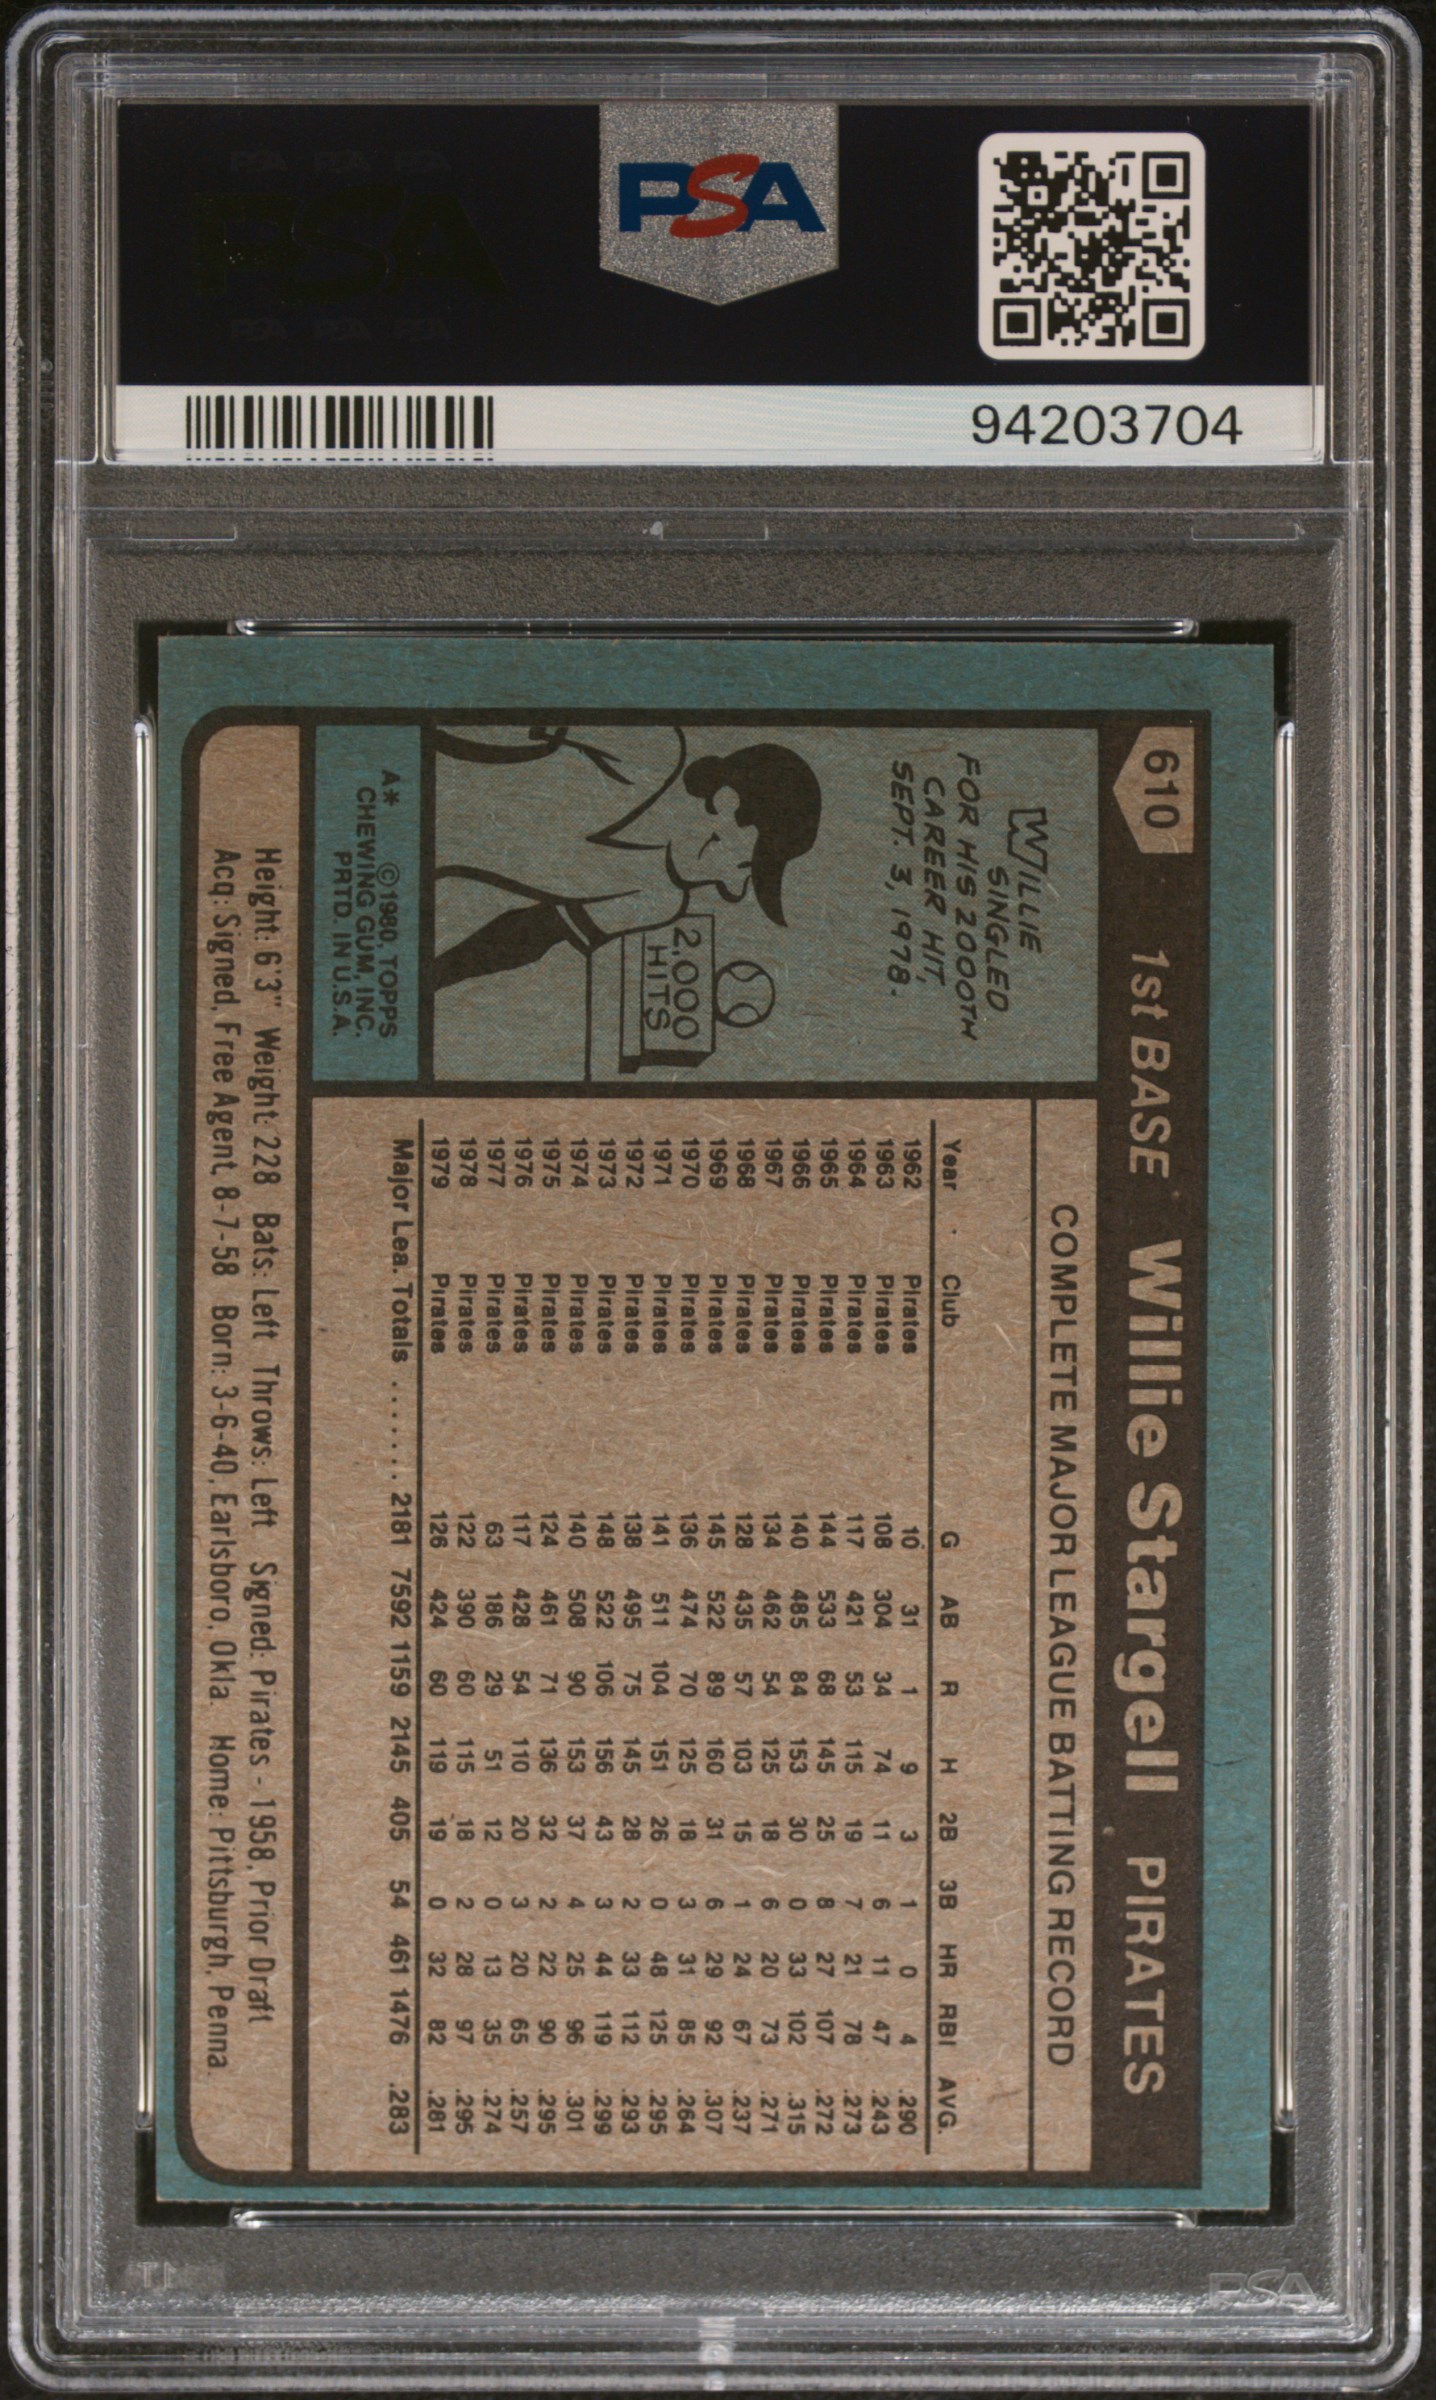 PSA
94203704
610 1st BASE Willie Stargell PIRATES
WILLIE
SINGLED
FOR HIS 2000TH
CAREER HIT,
SEPT. 3, 1978.
2,000
HITS
A* ©1980, TOPPS
CHEWING GUM, INC.
PRTD. IN U.S.A.
COMPLETE MAJOR LEAGUE BATTING RECORD
Year Club G AB R H 2B 3B HR RBI AVG.
1962 Pirates 10 31 1 9 3 1 0 4 .290
1963 Pirates 108 304 34 74 11 6 11 47 .243
1964 Pirates 117 421 53 115 19 7 21 78 .273
1965 Pirates 144 533 68 145 25 8 27 107 .272
1966 Pirates 140 485 84 153 30 0 33 102 .315
1967 Pirates 134 462 54 125 18 6 20 73 .271
1968 Pirates 128 435 57 103 15 1 24 67 .237
1969 Pirates 145 522 89 160 31 6 29 92 .307
1970 Pirates 136 474 70 125 18 3 31 85 .264
1971 Pirates 141 511 104 151 26 0 48 125 .295
1972 Pirates 138 495 75 145 28 2 33 112 .293
1973 Pirates 148 522 106 156 43 3 44 119 .299
1974 Pirates 140 508 90 153 37 4 25 96 .301
1975 Pirates 124 461 71 136 32 2 22 90 .295
1976 Pirates 117 428 54 110 20 3 20 65 .257
1977 Pirates 63 186 29 51 12 0 13 35 .274
1978 Pirates 122 390 60 115 18 2 28 97 .295
1979 Pirates 126 424 60 119 19 0 32 82 .281
Major Lea. Totals ....... 2181 7592 1159 2145 405 54 461 1476 .283
Height: 6'3" Weight: 228 Bats: Left Throws: Left Signed: Pirates - 1958, Prior Draft
Acq: Signed, Free Agent, 8-7-58 Born: 3-6-40, Earlsboro, Okla. Home: Pittsburgh, Penna.
PSA